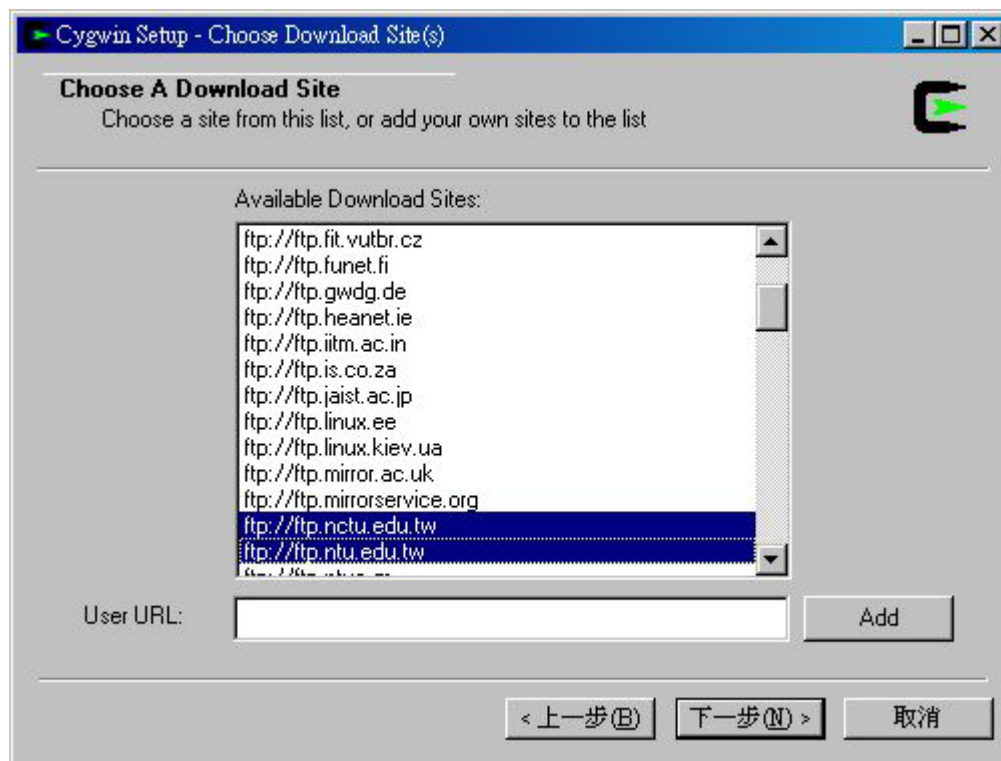 Cygwin Setup - Choose Download Site(s)
Choose A Download Site
Choose a site from this list, or add your own sites to the list
Available Download Sites:
ftp://ftp.fit.vutbr.cz
ftp://ftp.funet.fi
ftp://ftp.gwdg.de
ftp://ftp.heanet.ie
ftp://ftp.iitm.ac.in
ftp://ftp.is.co.za
ftp://ftp.jaist.ac.jp
ftp://ftp.linux.ee
ftp://ftp.linux.kiev.ua
ftp://ftp.mirror.ac.uk
ftp://ftp.mirrorservice.org
ftp://ftp.nctu.edu.tw
ftp://ftp.ntu.edu.tw
User URL:
Add
< 上一步(B) 下一步(N) > 取消